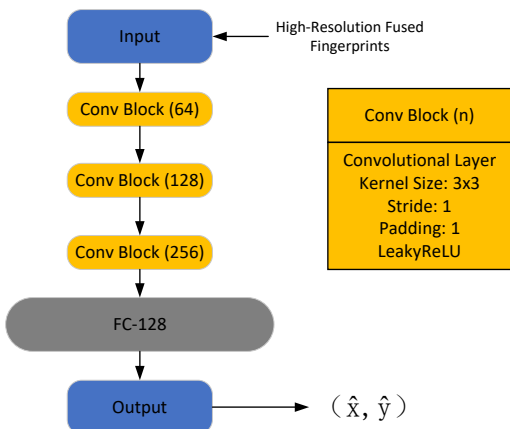 Input
High-Resolution Fused
Fingerprints
Conv Block (64)
Conv Block (128)
Conv Block (256)
FC-128
Output
(x̂, ŷ)
Conv Block (n)
Convolutional Layer
Kernel Size: 3x3
Stride: 1
Padding: 1
LeakyReLU